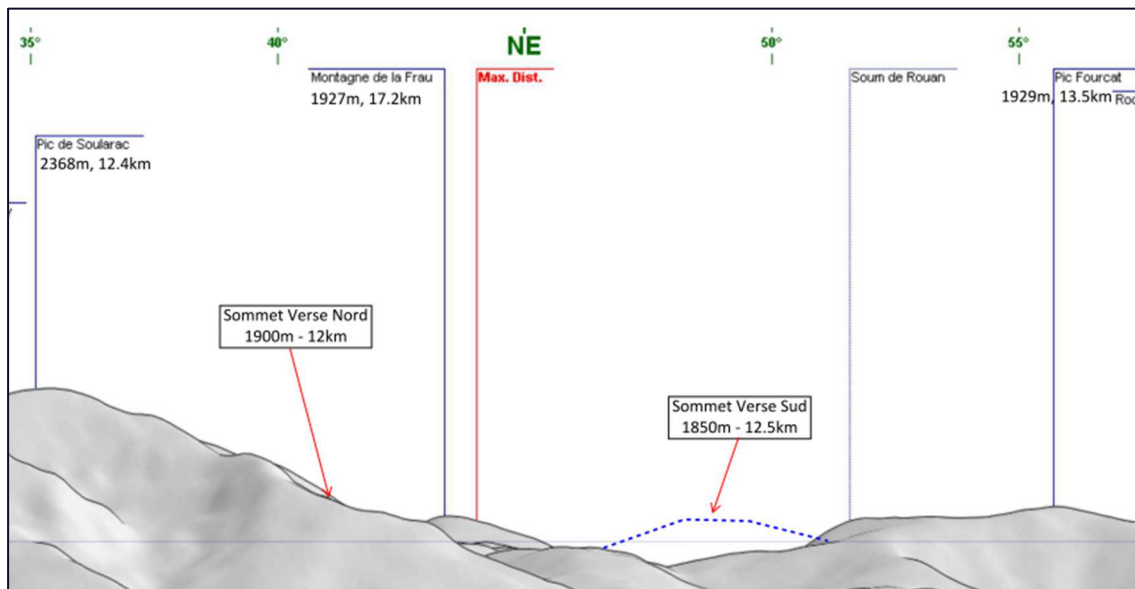 35°
40°
NE
50°
55°
Montagne de la Frau
1927m, 17.2km
Max. Dist.
Soum de Rouan
Pic Fourcat
1929m, 13.5km
Roc
Pic de Soularac
2368m, 12.4km
Sommet Verse Nord
1900m - 12km
Sommet Verse Sud
1850m - 12.5km